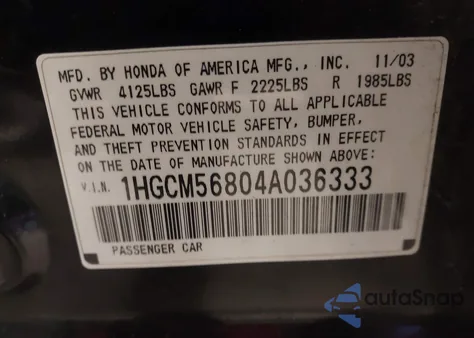 MFD. BY HONDA OF AMERICA MFG., INC. 11/03
GVWR 4125LBS GAWR F 2225LBS R 1985LBS
THIS VEHICLE CONFORMS TO ALL APPLICABLE
FEDERAL MOTOR VEHICLE SAFETY, BUMPER,
AND THEFT PREVENTION STANDARDS IN EFFECT
ON THE DATE OF MANUFACTURE SHOWN ABOVE:
V.I.N. 1HGCM56804A036333
PASSENGER CAR
autoSnap